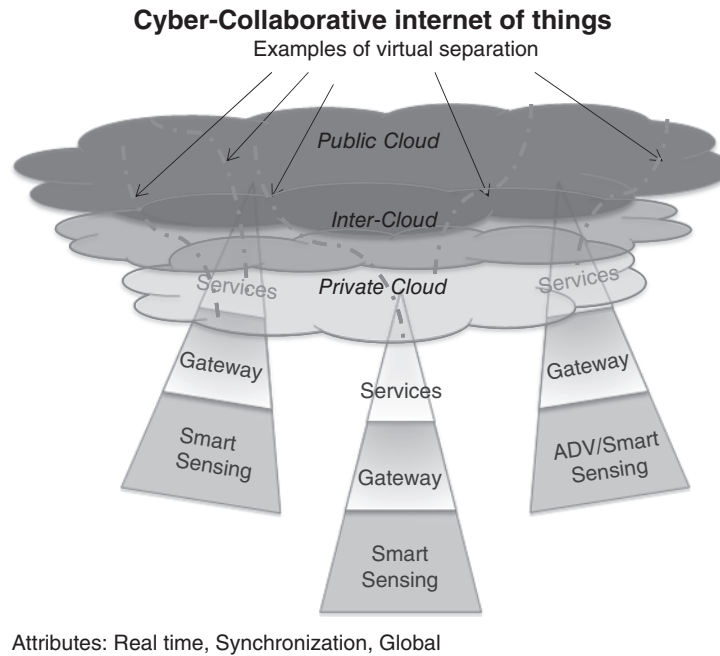 Cyber-Collaborative internet of things
Examples of virtual separation
Public Cloud
Inter-Cloud
Private Cloud
Services
Gateway
Smart
Sensing
Services
Gateway
Smart
Sensing
Services
Gateway
ADV/Smart
Sensing
Attributes: Real time, Synchronization, Global